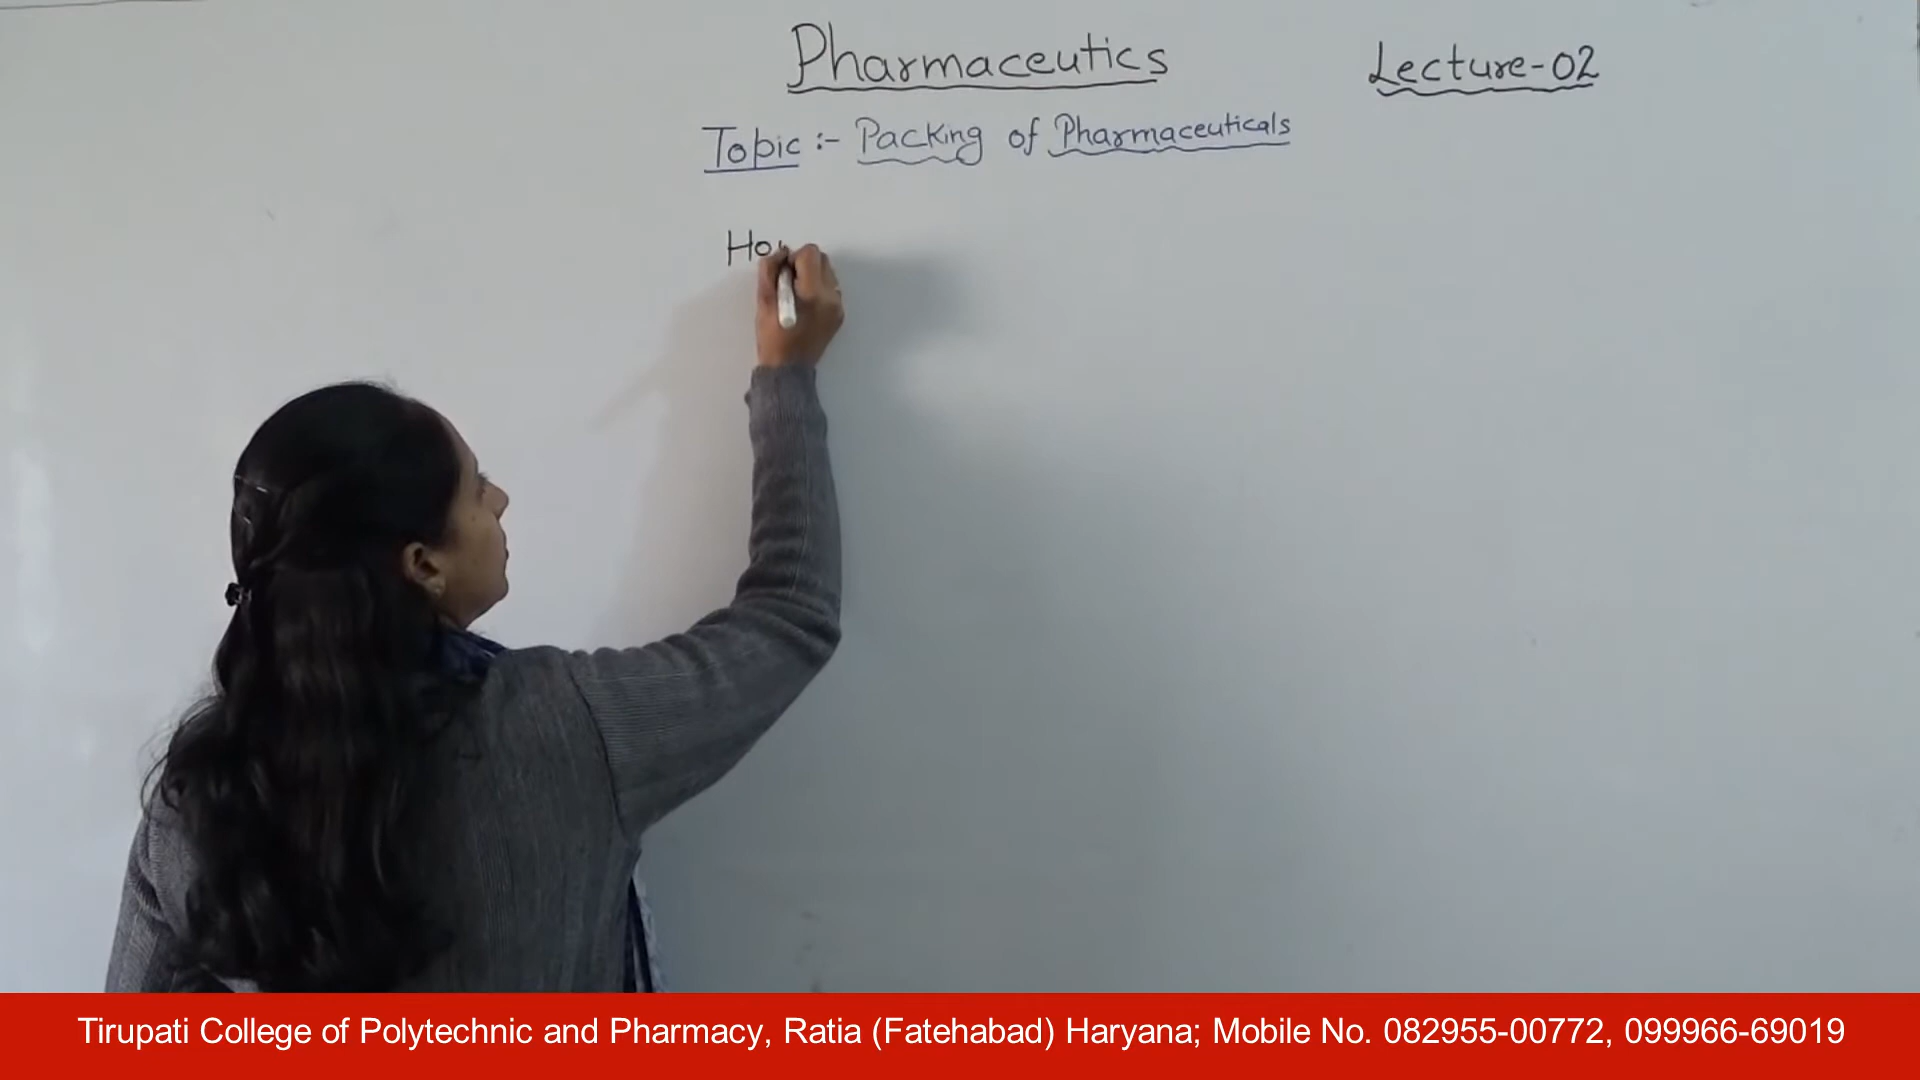 Pharmaceutics
Lecture-02
Topic :- Packing of Pharmaceuticals
Tirupati College of Polytechnic and Pharmacy, Ratia (Fatehabad) Haryana; Mobile No. 082955-00772, 099966-69019